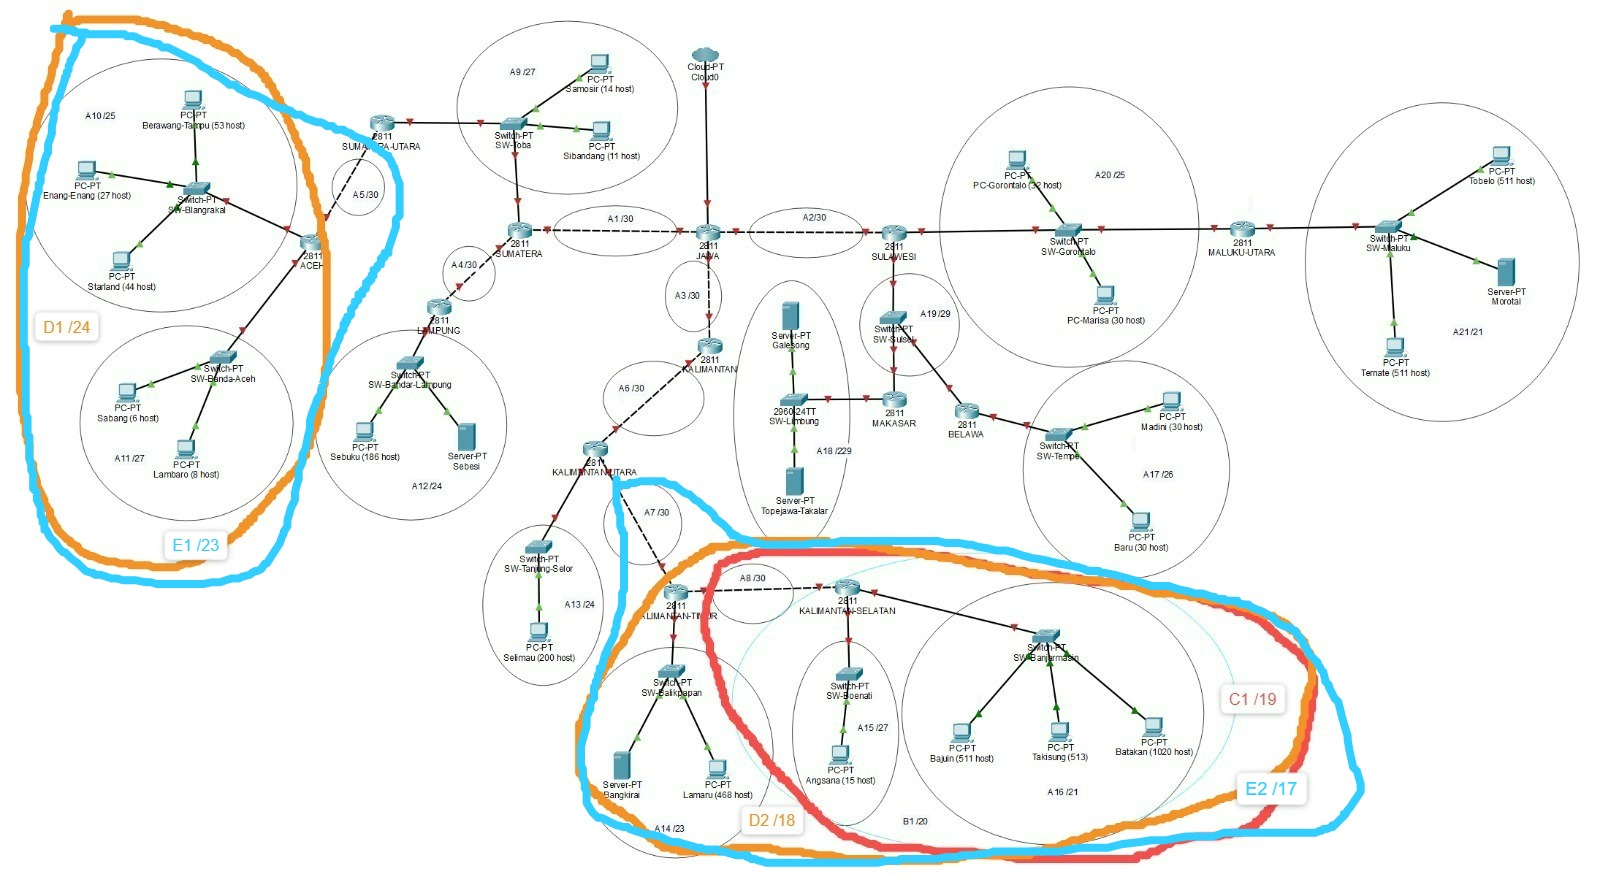 A10 /25
PC-PT
Berawang-Tampu (53 host)
PC-PT
Enang-Enang (27 host)
Switch-PT
SW-Blangrakal
PC-PT
Starland (44 host)
2811
ACEH
D1 /24
Switch-PT
SW-Banda-Aceh
PC-PT
Sabang (6 host)
A11 /27
PC-PT
Lambaro (8 host)
E1 /23
2811
SUMATERA-UTARA
A5 /30
A9 /27
PC-PT
Samosir (14 host)
Switch-PT
SW-Toba
PC-PT
Sibandang (11 host)
2811
SUMATERA
A1 /30
A4 /30
2811
LAMPUNG
Switch-PT
SW-Bandar-Lampung
PC-PT
Sebuku (186 host)
Server-PT
Sebesi
A12 /24
Cloud-PT
Cloud0
2811
JAWA
A2/30
A3 /30
2811
KALIMANTAN
A6 /30
2811
KALIMANTAN-UTARA
A7 /30
Switch-PT
SW-Tanjung-Selor
A13 /24
PC-PT
Selimau (200 host)
2811
SULAWESI
Switch-PT
SW-Sulsel
A19 /29
Server-PT
Galesong
2960-24TT
SW-Limbung
2811
MAKASAR
A18 /229
Server-PT
Topejawa-Takalar
2811
BELAWA
Switch-PT
SW-Tempe
PC-PT
Madini (30 host)
A17 /26
PC-PT
Baru (30 host)
PC-PT
PC-Gorontalo (32 host)
A20 /25
Switch-PT
SW-Gorontalo
PC-PT
PC-Marisa (30 host)
2811
MALUKU-UTARA
PC-PT
Tobelo (511 host)
Switch-PT
SW-Maluku
Server-PT
Morotai
A21 /21
PC-PT
Ternate (511 host)
2811
KALIMANTAN-TIMUR
A8 /30
2811
KALIMANTAN-SELATAN
Switch-PT
SW-Balikpapan
Server-PT
Bangkirai
PC-PT
Lamaru (468 host)
A14 /23
D2 /18
Switch-PT
SW-Boenati
A15 /27
PC-PT
Angsana (15 host)
B1 /20
Switch-PT
SW-Banjarmasin
PC-PT
Bajuin (511 host)
PC-PT
Takisung (513)
PC-PT
Batakan (1020 host)
A16 /21
C1 /19
E2 /17